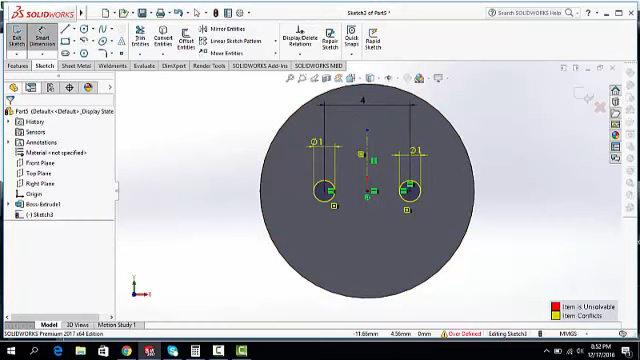 SOLIDWORKS
Sketch3 of Part5 *
Search SOLIDWORKS Help
Exit Sketch
Smart Dimension
Trim Entities
Convert Entities
Offset Entities
Mirror Entities
Linear Sketch Pattern
Move Entities
Display/Delete Relations
Repair Sketch
Quick Snaps
Rapid Sketch
Features
Sketch
Weldments
Evaluate
DimXpert
Render Tools
SOLIDWORKS Add-Ins
SOLIDWORKS MBD
Part5 (Default<<Default>_Display State
History
Sensors
Annotations
Material <not specified>
Front Plane
Top Plane
Right Plane
Origin
Boss-Extrude1
(-) Sketch3
4
Ø1
Ø1
Item is Unsolvable
Item Conflicts
Model
3D Views
Motion Study 1
SOLIDWORKS Premium 2017 x64 Edition
-11.66mm
4.56mm
0mm
Over Defined
Editing Sketch3
MMGS
8:52 PM
12/17/2016